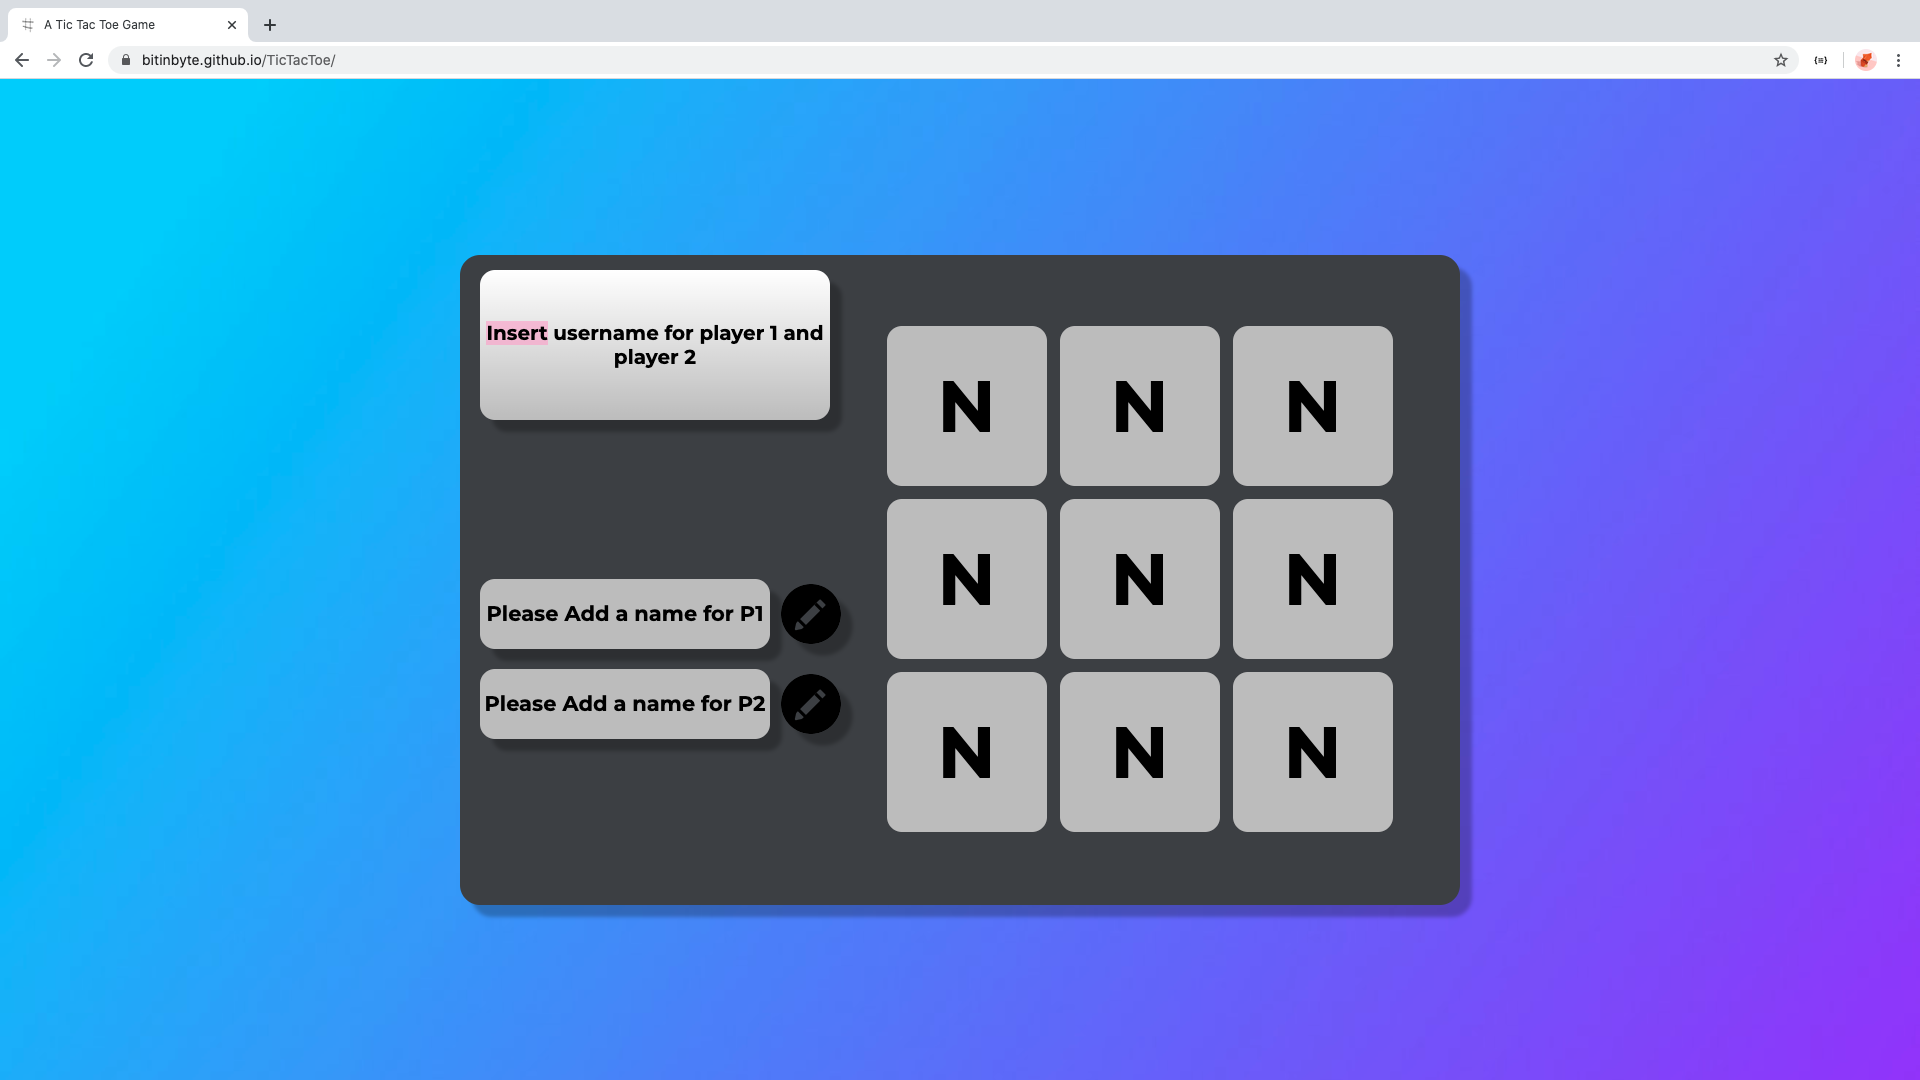 A Tic Tac Toe Game
bitinbyte.github.io/TicTacToe/
Insert username for player 1 and
player 2
N N N
Please Add a name for P1
N N N
Please Add a name for P2
N N N